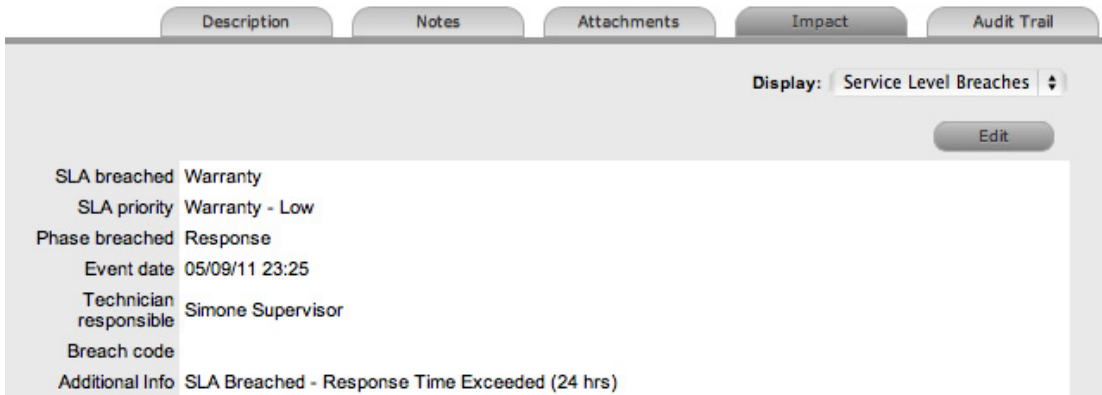 Description Notes Attachments Impact Audit Trail
Display: Service Level Breaches
Edit
SLA breached Warranty
SLA priority Warranty - Low
Phase breached Response
Event date 05/09/11 23:25
Technician
responsible Simone Supervisor
Breach code
Additional Info SLA Breached - Response Time Exceeded (24 hrs)